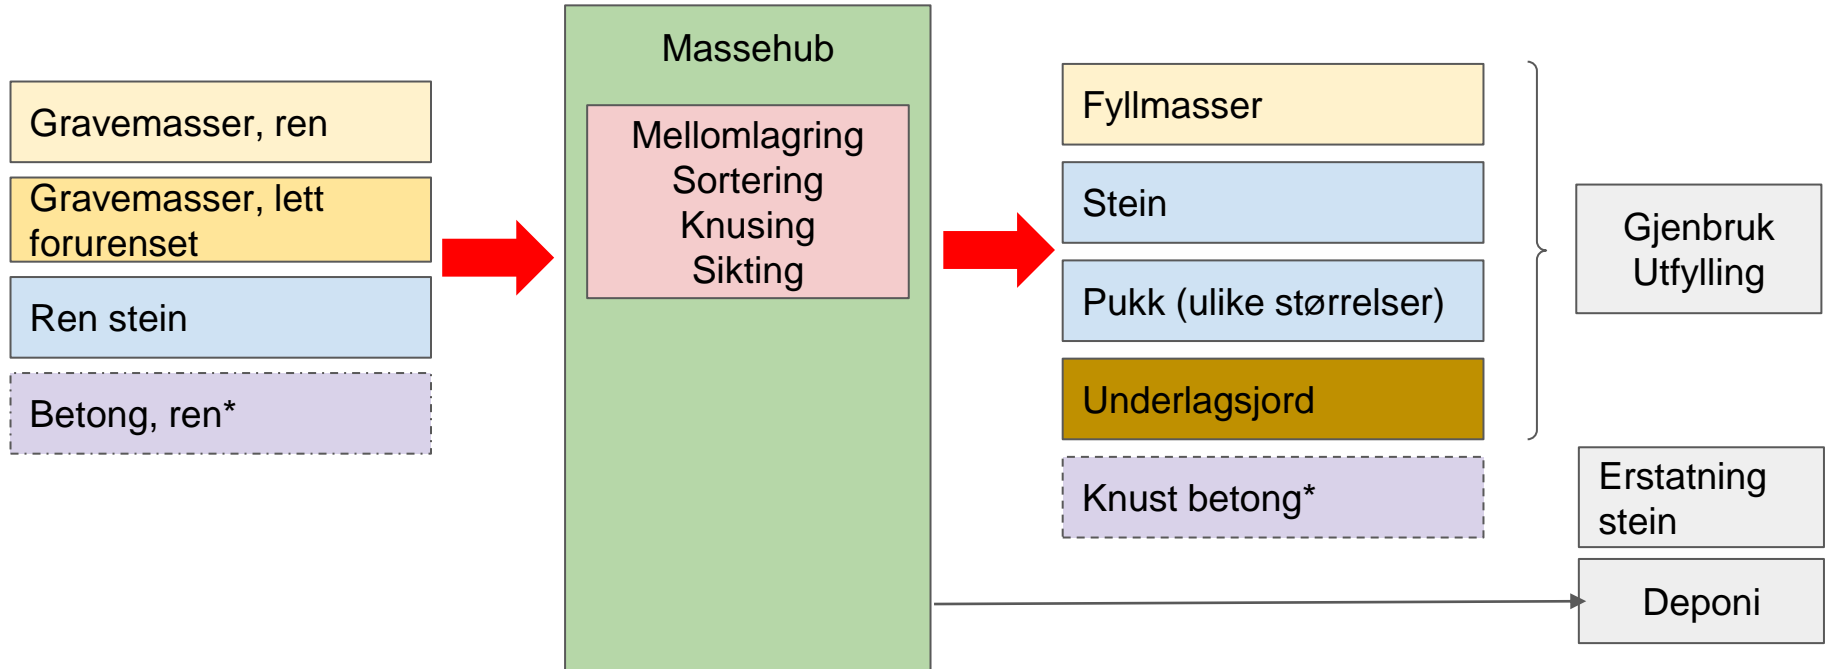 Gravemasser, ren
Gravemasser, lett
forurenset
Ren stein
Betong, ren*
Massehub
Mellomlagring
Sortering
Knusing
Sikting
Fyllmasser
Stein
Pukk (ulike størrelser)
Underlagsjord
Knust betong*
Gjenbruk
Utfylling
Erstatning
stein
Deponi